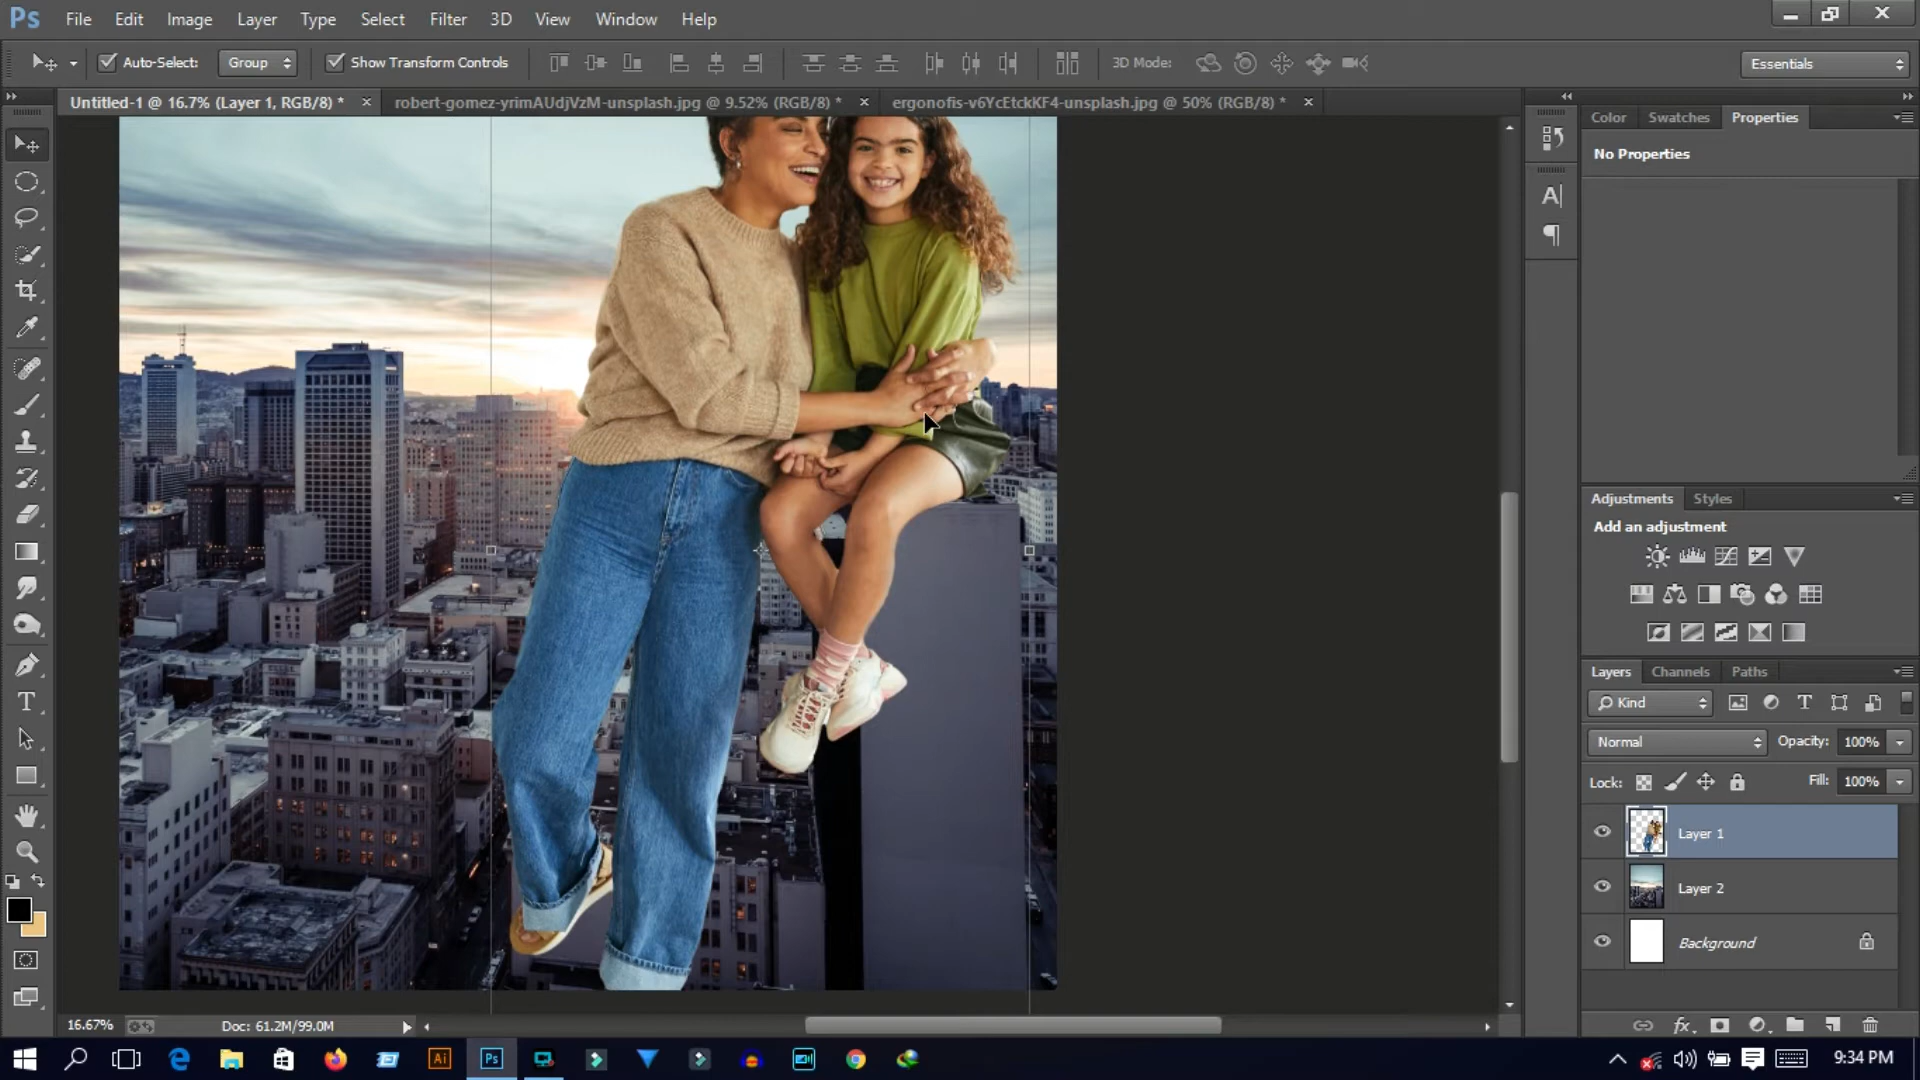 Ps File Edit Image Layer Type Select Filter 3D View Window Help
Auto-Select: Group Show Transform Controls 3D Mode: Essentials
Untitled-1 @ 16.7% (Layer 1, RGB/8) * × robert-gomez-yrimAUdjVzM-unsplash.jpg @ 9.52% (RGB/8) * × ergonofis-v6YcEtckKF4-unsplash.jpg @ 50% (RGB/8) * ×
Color Swatches Properties
No Properties
Adjustments Styles
Add an adjustment
Layers Channels Paths
Kind
Normal Opacity: 100%
Lock: Fill: 100%
Layer 1
Layer 2
Background
16.67% Doc: 61.2M/99.0M
Ai Ps 9:34 PM